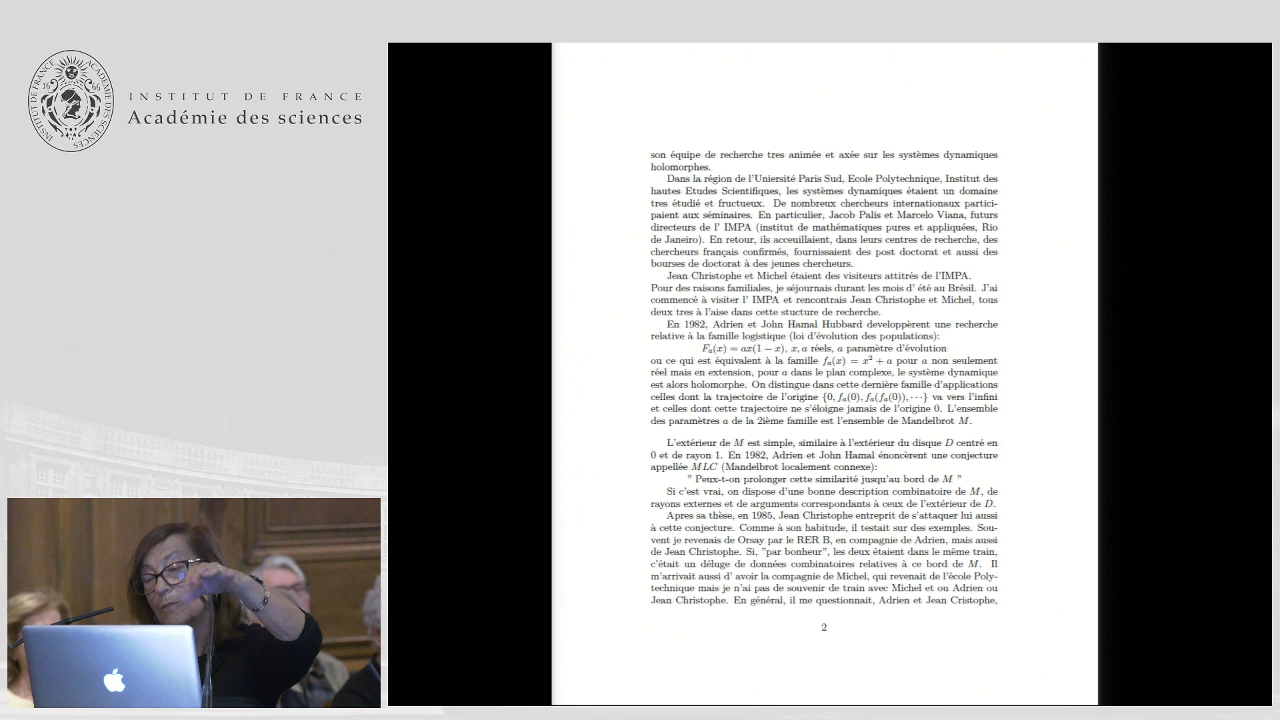 INSTITUT DE FRANCE
Académie des sciences
INSTITUT DE FRANCE ACADÉMIE DES SCIENCES 1666
son équipe de recherche tres animée et axée sur les systèmes dynamiques
holomorphes.
Dans la région de l'Uniersité Paris Sud, Ecole Polytechnique, Institut des
hautes Etudes Scientifiques, les systèmes dynamiques étaient un domaine
tres étudié et fructueux. De nombreux chercheurs internationaux partici-
paient aux séminaires. En particulier, Jacob Palis et Marcelo Viana, futurs
directeurs de l' IMPA (institut de mathématiques pures et appliquées, Rio
de Janeiro). En retour, ils acceuillaient, dans leurs centres de recherche, des
chercheurs français confirmés, fournissaient des post doctorat et aussi des
bourses de doctorat à des jeunes chercheurs.
Jean Christophe et Michel étaient des visiteurs attitrés de l'IMPA.
Pour des raisons familiales, je séjournais durant les mois d' été au Brésil. J'ai
commencé à visiter l' IMPA et rencontrais Jean Christophe et Michel, tous
deux tres à l'aise dans cette stucture de recherche.
En 1982, Adrien et John Hamal Hubbard developpèrent une recherche
relative à la famille logistique (loi d'évolution des populations):
F_a(x) = ax(1 − x), x, a réels, a paramètre d'évolution
ou ce qui est équivalent à la famille f_a(x) = x² + a pour a non seulement
réel mais en extension, pour a dans le plan complexe, le système dynamique
est alors holomorphe. On distingue dans cette dernière famille d'applications
celles dont la trajectoire de l'origine {0, f_a(0), f_a(f_a(0)), ⋯} va vers l'infini
et celles dont cette trajectoire ne s'éloigne jamais de l'origine 0. L'ensemble
des paramètres a de la 2ième famille est l'ensemble de Mandelbrot M.
L'extérieur de M est simple, similaire à l'extérieur du disque D centré en
0 et de rayon 1. En 1982, Adrien et John Hamal énoncèrent une conjecture
appellée MLC (Mandelbrot localement connexe):
" Peux-t-on prolonger cette similarité jusqu'au bord de M "
Si c'est vrai, on dispose d'une bonne description combinatoire de M, de
rayons externes et de arguments correspondants à ceux de l'extérieur de D.
Apres sa thèse, en 1985, Jean Christophe entreprit de s'attaquer lui aussi
à cette conjecture. Comme à son habitude, il testait sur des exemples. Sou-
vent je revenais de Orsay par le RER B, en compagnie de Adrien, mais aussi
de Jean Christophe. Si, "par bonheur", les deux étaient dans le même train,
c'était un déluge de données combinatoires relatives à ce bord de M. Il
m'arrivait aussi d' avoir la compagnie de Michel, qui revenait de l'école Poly-
technique mais je n'ai pas de souvenir de train avec Michel et ou Adrien ou
Jean Christophe. En général, il me questionnait, Adrien et Jean Cristophe,
2